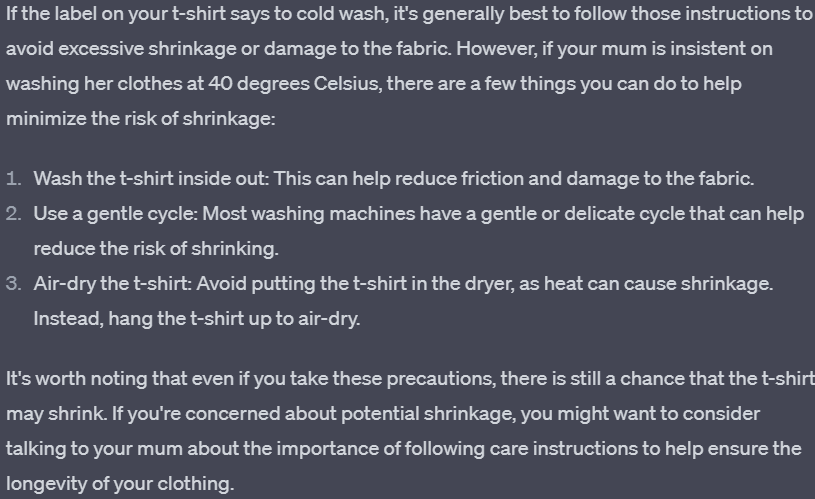 If the label on your t-shirt says to cold wash, it's generally best to follow those instructions to
avoid excessive shrinkage or damage to the fabric. However, if your mum is insistent on
washing her clothes at 40 degrees Celsius, there are a few things you can do to help
minimize the risk of shrinkage:
1. Wash the t-shirt inside out: This can help reduce friction and damage to the fabric.
2. Use a gentle cycle: Most washing machines have a gentle or delicate cycle that can help
reduce the risk of shrinking.
3. Air-dry the t-shirt: Avoid putting the t-shirt in the dryer, as heat can cause shrinkage.
Instead, hang the t-shirt up to air-dry.
It's worth noting that even if you take these precautions, there is still a chance that the t-shirt
may shrink. If you're concerned about potential shrinkage, you might want to consider
talking to your mum about the importance of following care instructions to help ensure the
longevity of your clothing.